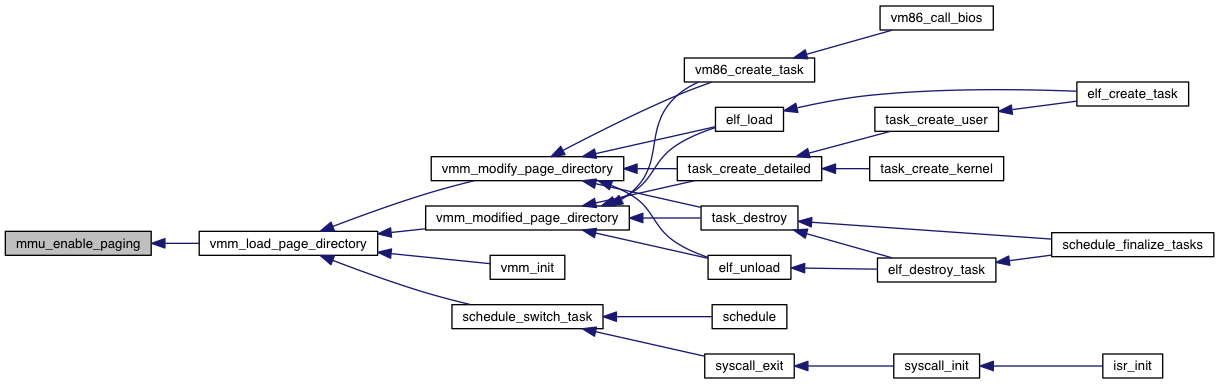 vm86_call_bios
vm86_create_task
elf_create_task
elf_load
task_create_user
vmm_modify_page_directory
task_create_detailed
task_create_kernel
vmm_modified_page_directory
task_destroy
mmu_enable_paging
vmm_load_page_directory
schedule_finalize_tasks
vmm_init
elf_unload
elf_destroy_task
schedule_switch_task
schedule
syscall_exit
syscall_init
isr_init